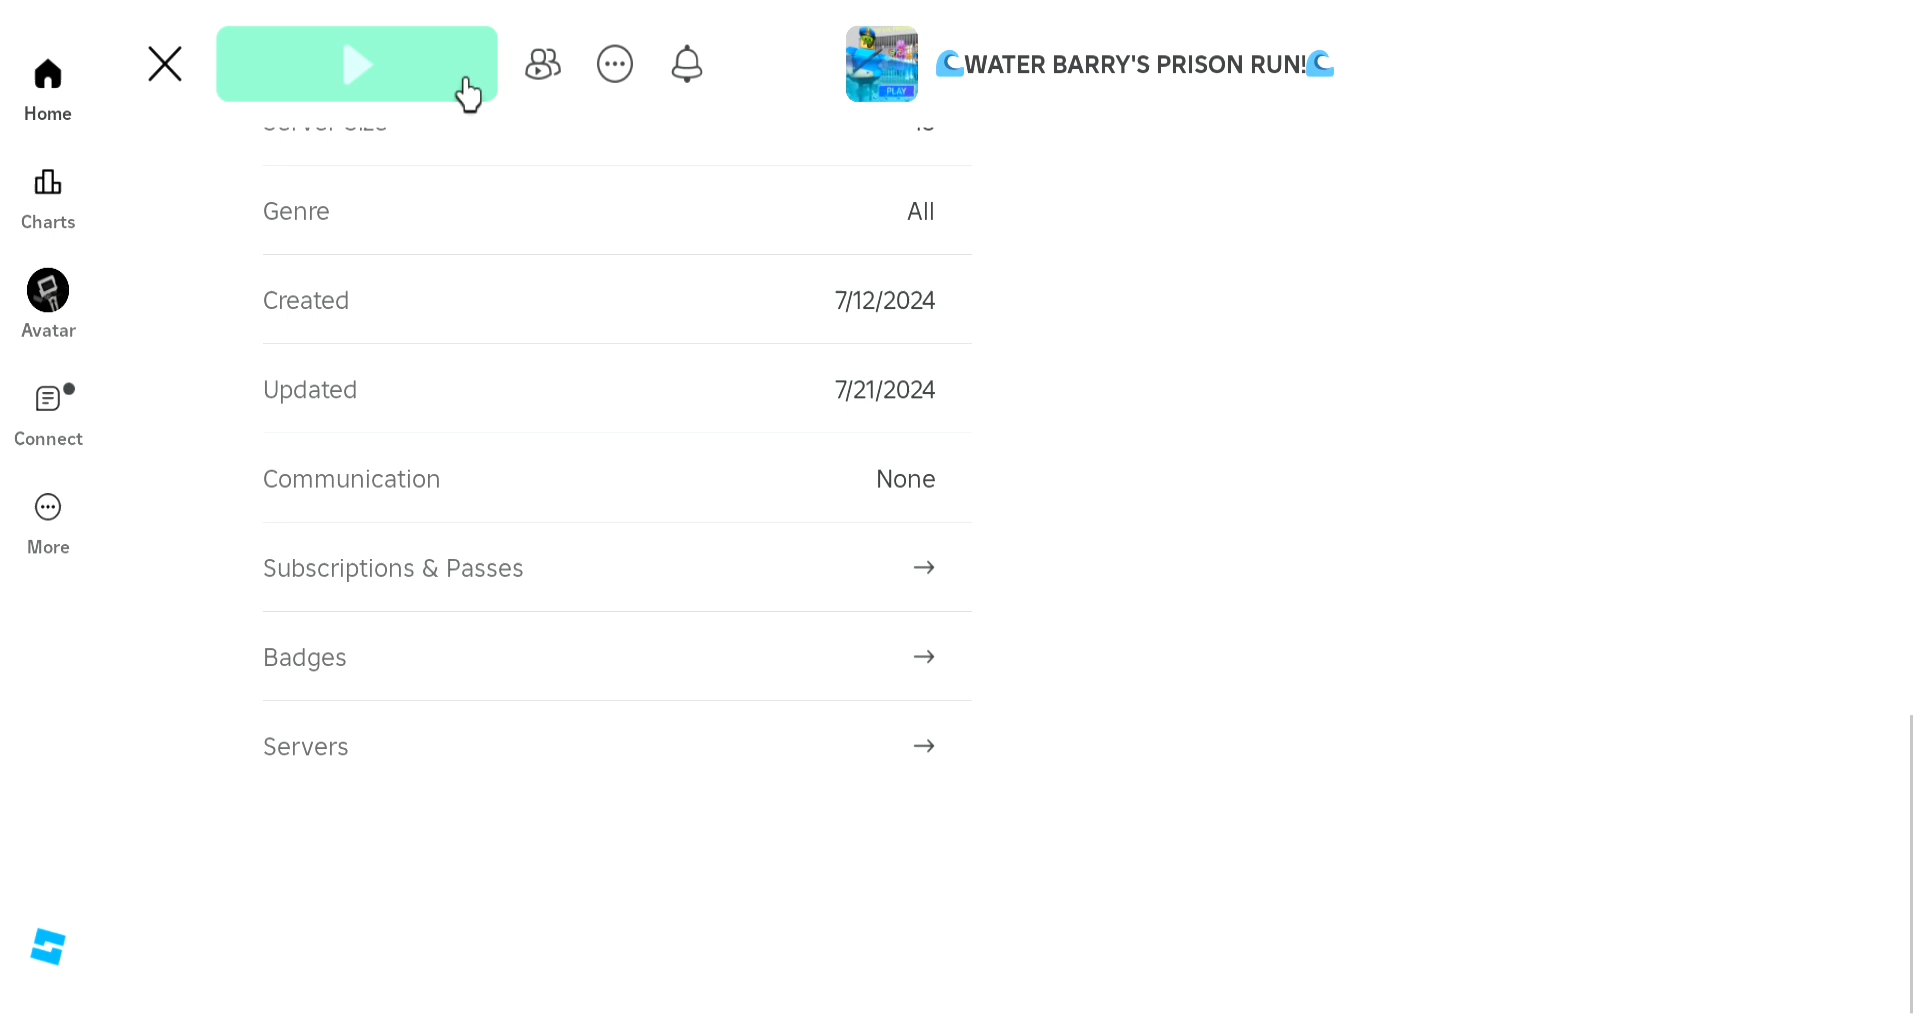 Home
Charts
Avatar
Connect
More
🌊WATER BARRY'S PRISON RUN!🌊
PLAY
Genre
All
Created
7/12/2024
Updated
7/21/2024
Communication
None
Subscriptions & Passes →
Badges →
Servers →